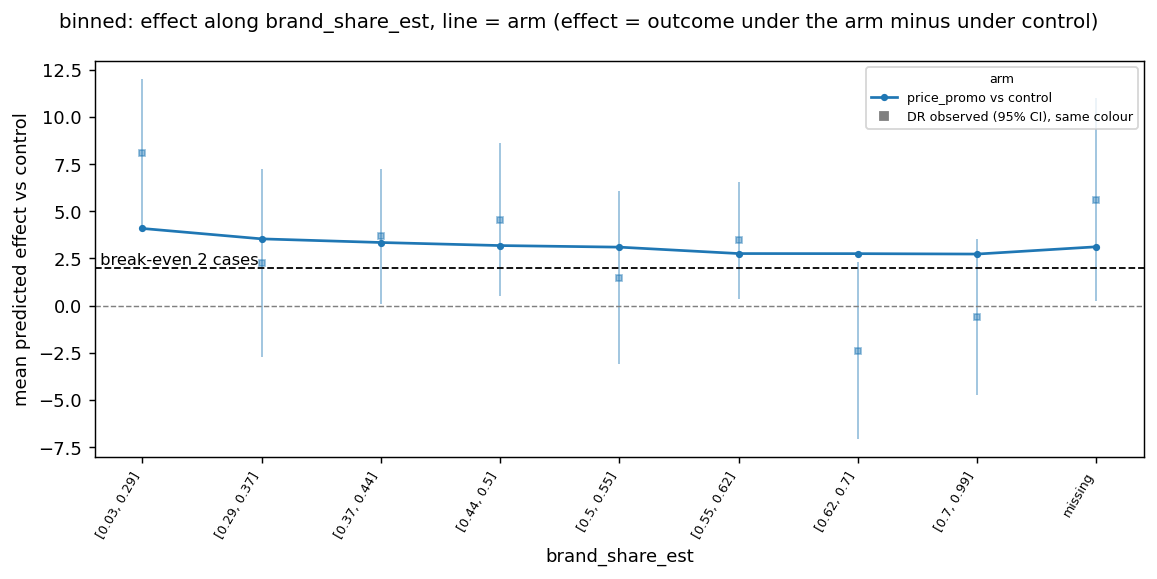 binned: effect along brand_share_est, line = arm (effect = outcome under the arm minus under control)
12.5
10.0
7.5
5.0
2.5
0.0
−2.5
−5.0
−7.5
mean predicted effect vs control
arm
price_promo vs control
DR observed (95% CI), same colour
break-even 2 cases
[0.03, 0.29]
[0.29, 0.37]
[0.37, 0.44]
[0.44, 0.5]
[0.5, 0.55]
[0.55, 0.62]
[0.62, 0.7]
[0.7, 0.99]
missing
brand_share_est